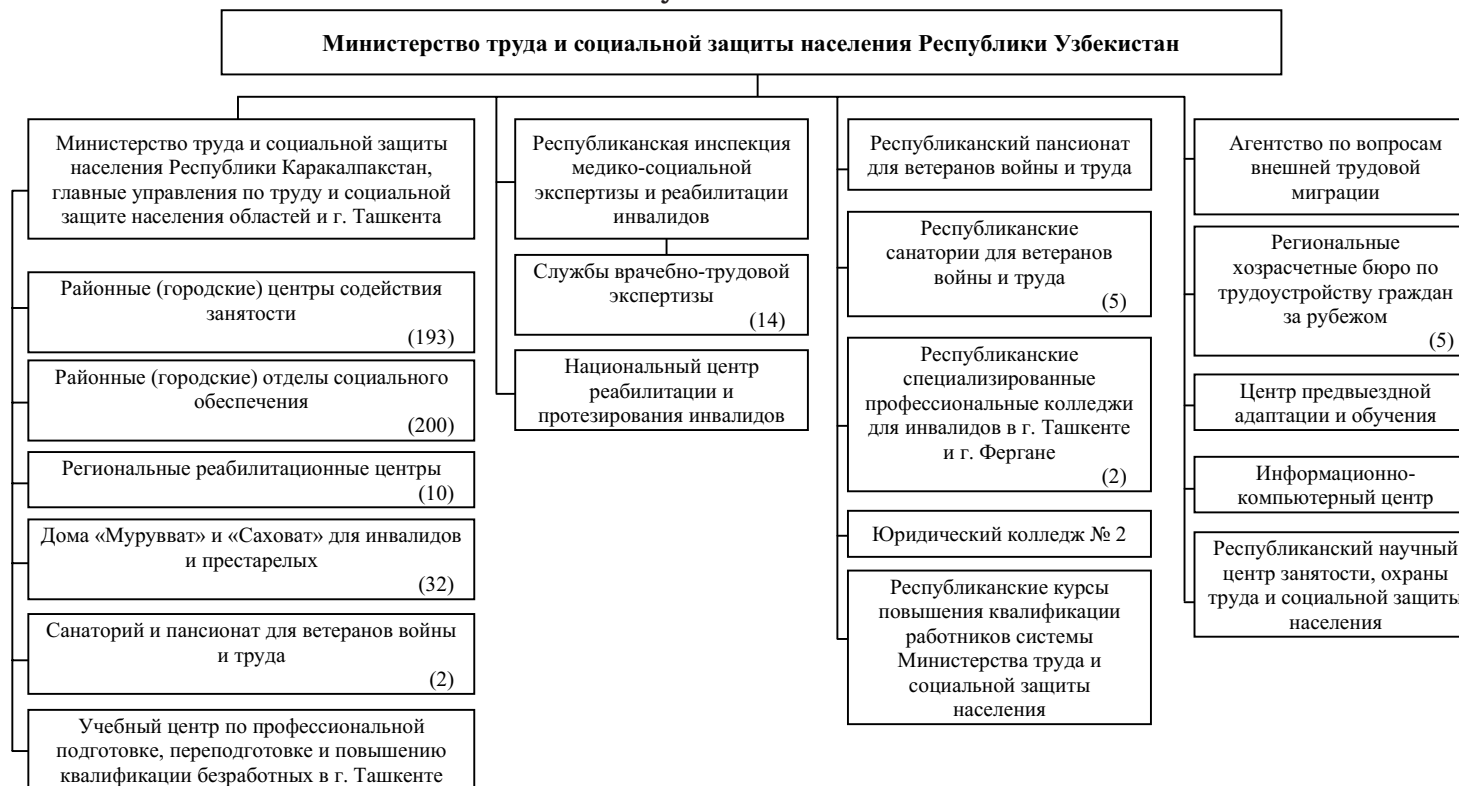 Министерство труда и социальной защиты населения Республики Узбекистан
Министерство труда и социальной защиты
населения Республики Каракалпакстан,
главные управления по труду и социальной
защите населения областей и г. Ташкента
Районные (городские) центры содействия
занятости
(193)
Районные (городские) отделы социального
обеспечения
(200)
Региональные реабилитационные центры
(10)
Дома «Мурувват» и «Саховат» для инвалидов
и престарелых
(32)
Санаторий и пансионат для ветеранов войны
и труда
(2)
Учебный центр по профессиональной
подготовке, переподготовке и повышению
квалификации безработных в г. Ташкенте
Республиканская инспекция
медико-социальной
экспертизы и реабилитации
инвалидов
Службы врачебно-трудовой
экспертизы
(14)
Национальный центр
реабилитации и
протезирования инвалидов
Республиканский пансионат
для ветеранов войны и труда
Республиканские
санатории для ветеранов
войны и труда
(5)
Республиканские
специализированные
профессиональные колледжи
для инвалидов в г. Ташкенте
и г. Фергане
(2)
Юридический колледж № 2
Республиканские курсы
повышения квалификации
работников системы
Министерства труда и
социальной защиты
населения
Агентство по вопросам
внешней трудовой
миграции
Региональные
хозрасчетные бюро по
трудоустройству граждан
за рубежом
(5)
Центр предвыездной
адаптации и обучения
Информационно-
компьютерный центр
Республиканский научный
центр занятости, охраны
труда и социальной защиты
населения